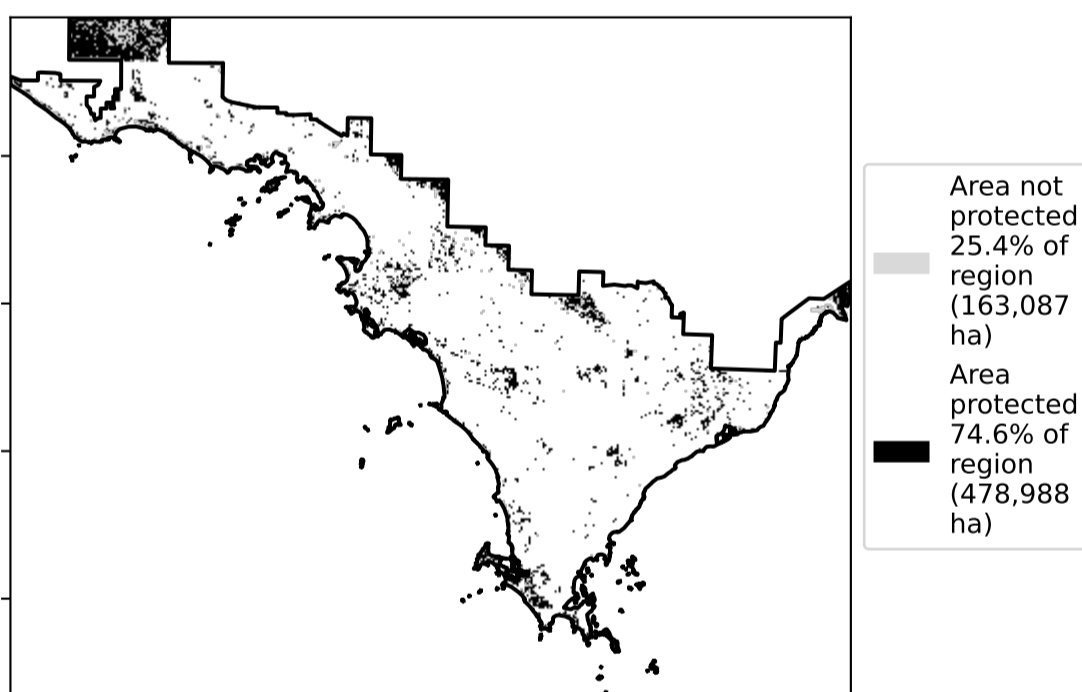 Area not
protected
25.4% of
region
(163,087
ha)
Area
protected
74.6% of
region
(478,988
ha)